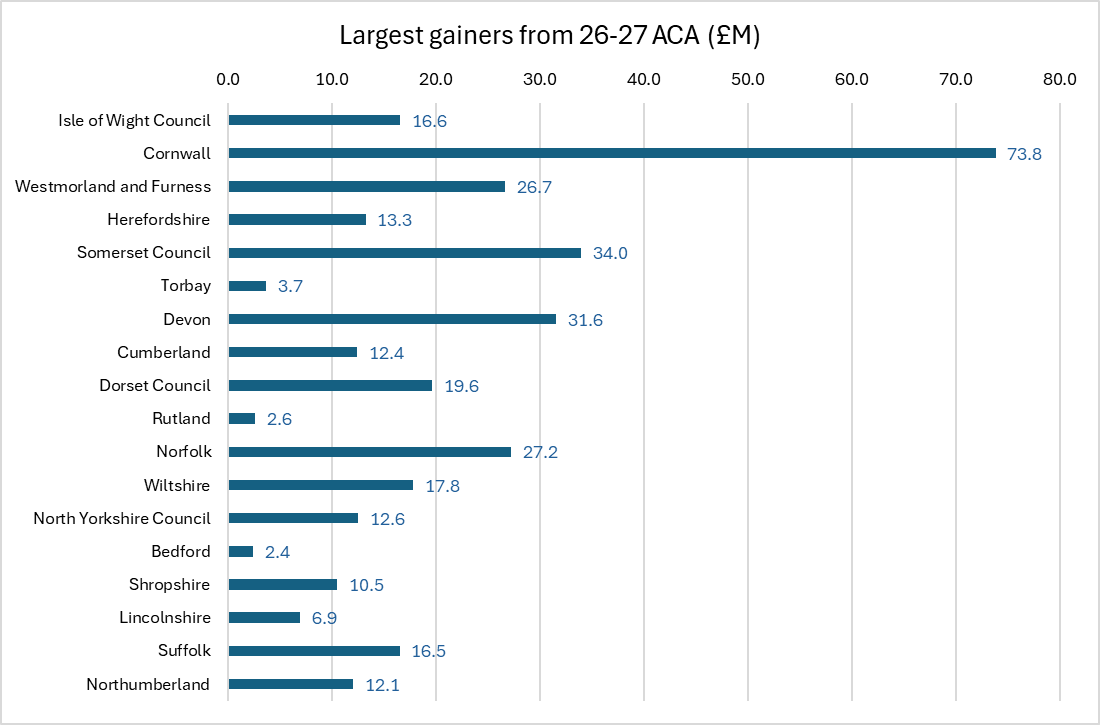 Largest gainers from 26-27 ACA (£M)
0.0 10.0 20.0 30.0 40.0 50.0 60.0 70.0 80.0
Isle of Wight Council 16.6
Cornwall 73.8
Westmorland and Furness 26.7
Herefordshire 13.3
Somerset Council 34.0
Torbay 3.7
Devon 31.6
Cumberland 12.4
Dorset Council 19.6
Rutland 2.6
Norfolk 27.2
Wiltshire 17.8
North Yorkshire Council 12.6
Bedford 2.4
Shropshire 10.5
Lincolnshire 6.9
Suffolk 16.5
Northumberland 12.1